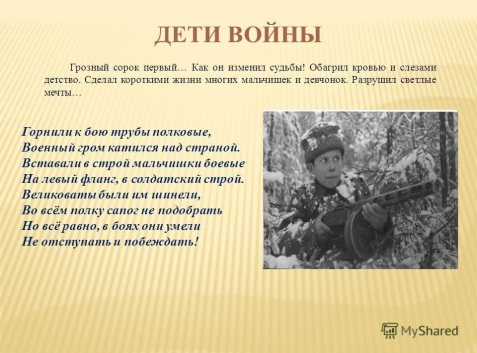 ДЕТИ ВОЙНЫ
Грозный сорок первый… Как он изменил судьбы! Обагрил кровью и слезами
детство. Сделал короткими жизни многих мальчишек и девчонок. Разрушил светлые
мечты…
Горнили к бою трубы полковые,
Военный гром катился над страной.
Вставали в строй мальчишки боевые
На левый фланг, в солдатский строй.
Великоваты были им шинели,
Во всём полку сапог не подобрать
Но всё равно, в боях они умели
Не отступать и побеждать!
MyShared